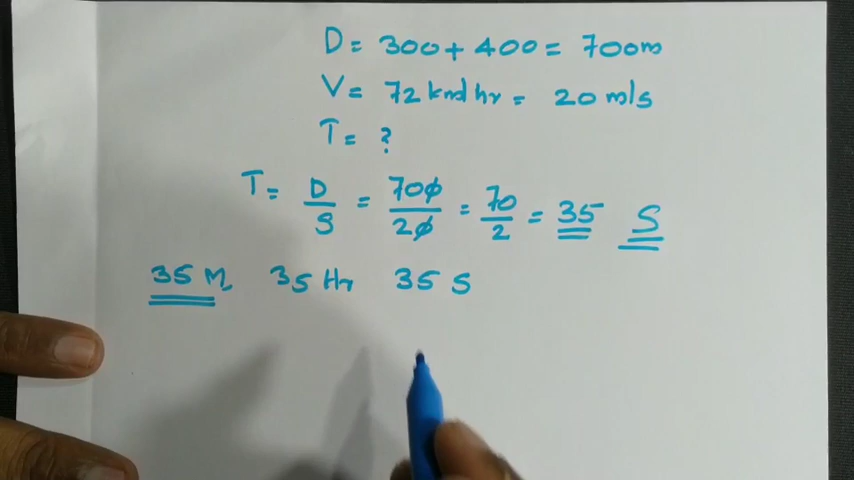 D = 300 + 400 = 700m
V = 72 km/hr = 20 m/s
T = ?
T = D/S = 700/20 = 70/2 = 35 S
35 M 35 Hr 35 S